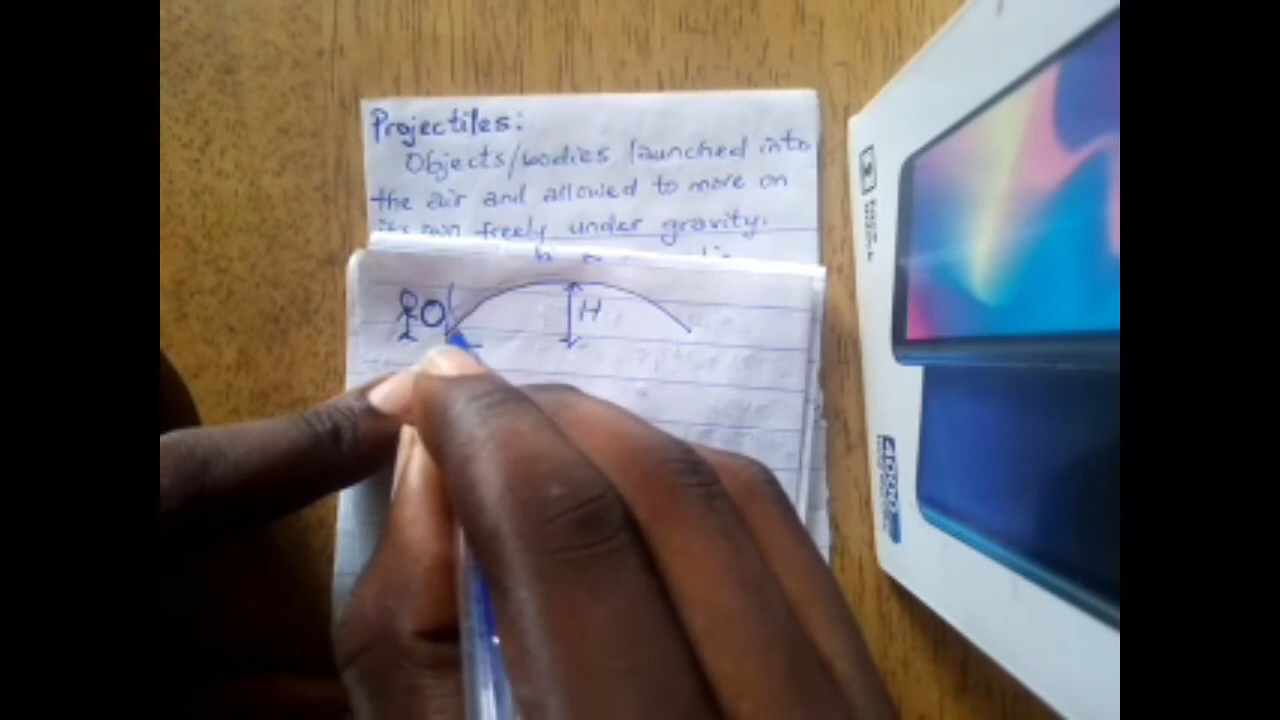 Projectiles:
Objects/bodies launched into
the air and allowed to move on
its own freely under gravity.
H